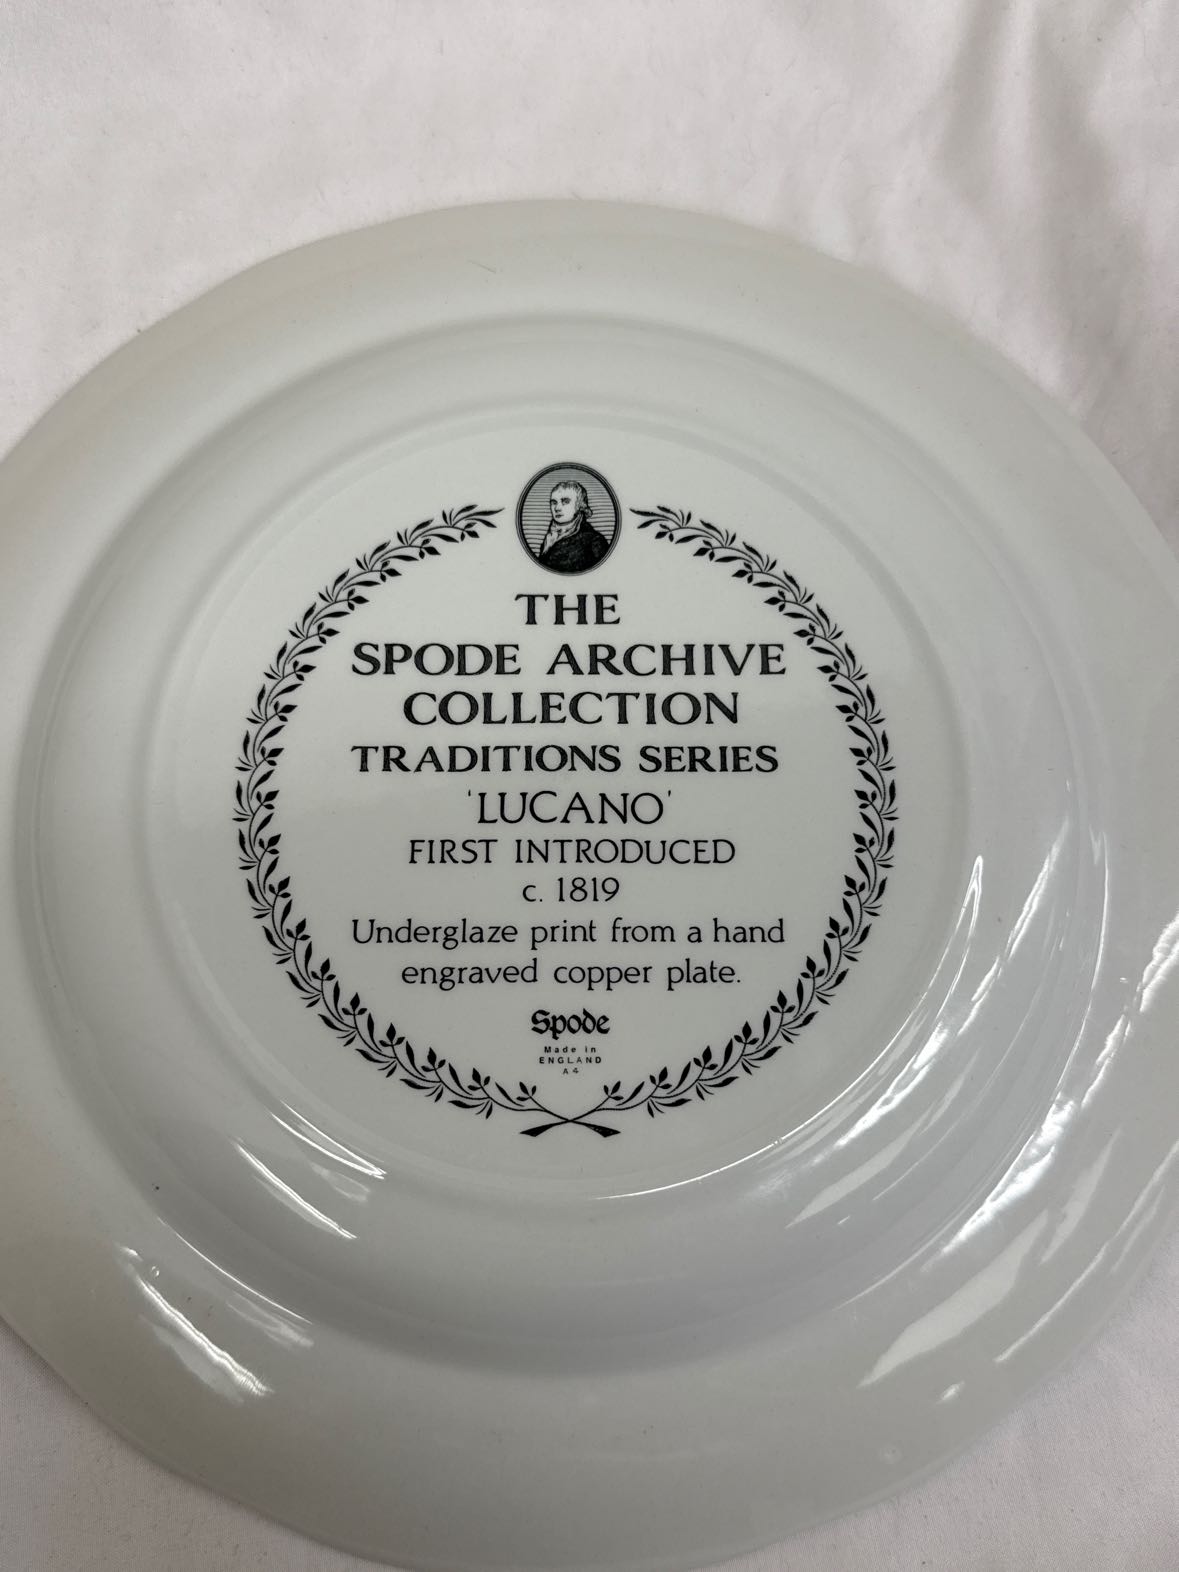 THE
SPODE ARCHIVE
COLLECTION
TRADITIONS SERIES
'LUCANO'
FIRST INTRODUCED
c. 1819
Underglaze print from a hand
engraved copper plate.
Spode
Made in
ENGLAND
A4